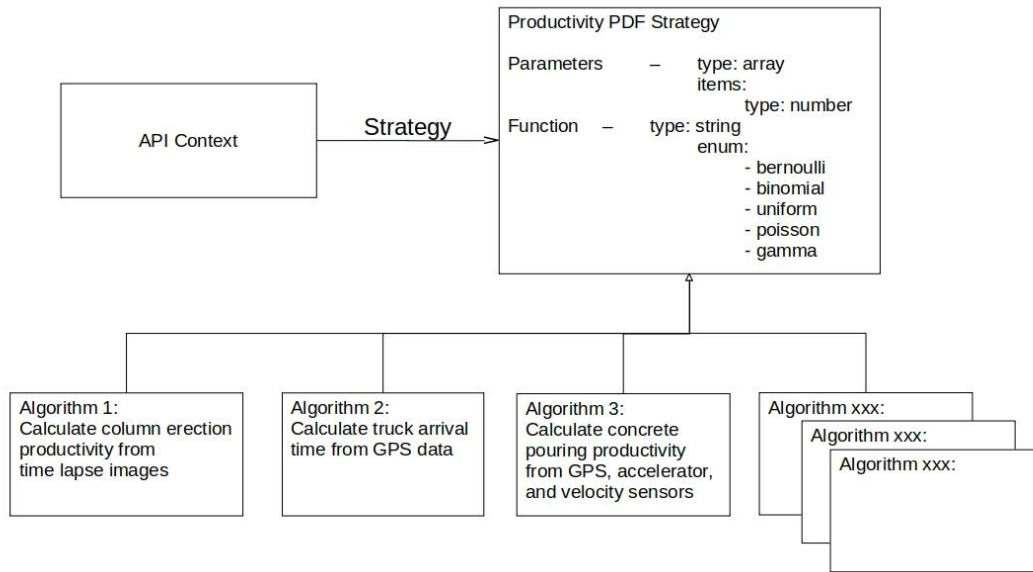 Productivity PDF Strategy
Parameters – type: array
items:
type: number
Function – type: string
enum:
- bernoulli
- binomial
- uniform
- poisson
- gamma
API Context
Strategy
Algorithm 1:
Calculate column erection
productivity from
time lapse images
Algorithm 2:
Calculate truck arrival
time from GPS data
Algorithm 3:
Calculate concrete
pouring productivity
from GPS, accelerator,
and velocity sensors
Algorithm xxx:
Algorithm xxx:
Algorithm xxx: